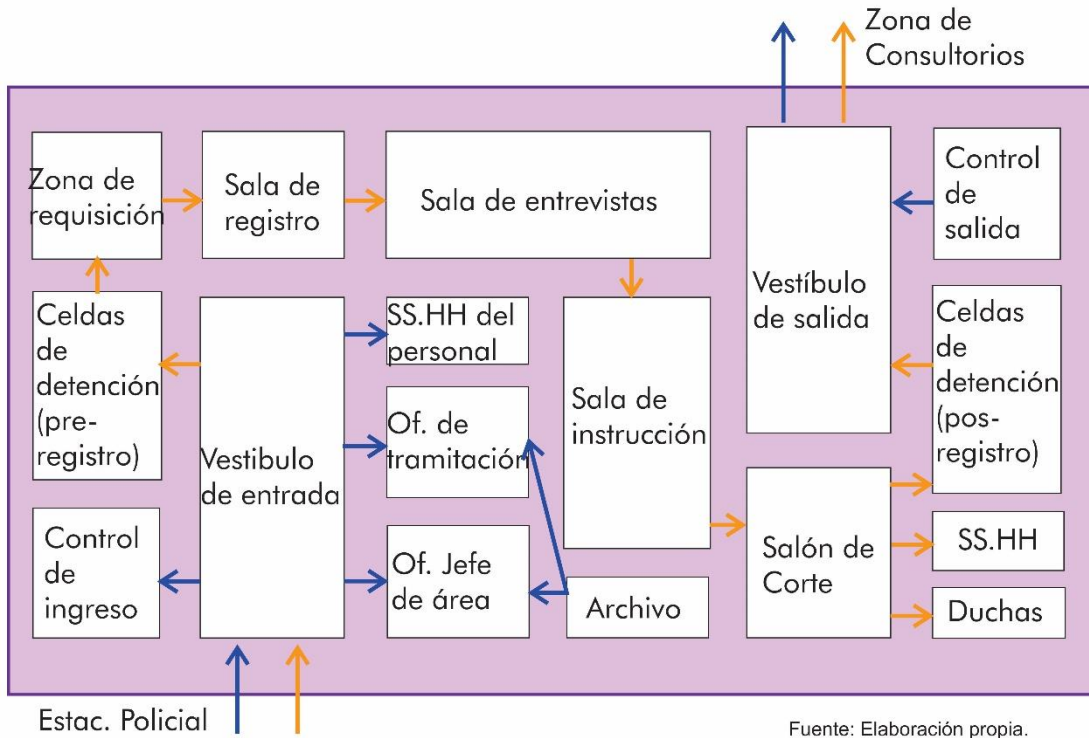 Zona de
Consultorios
Zona de
requisición
Sala de
registro
Sala de entrevistas
Control
de
salida
Vestíbulo
de salida
Celdas
de
detención
(pre-
registro)
SS.HH del
personal
Celdas
de
detención
(pos-
registro)
Sala de
instrucción
Vestibulo
de entrada
Of. de
tramitación
Control
de
ingreso
Of. Jefe
de área
Archivo
Salón de
Corte
SS.HH
Duchas
Estac. Policial
Fuente: Elaboración propia.